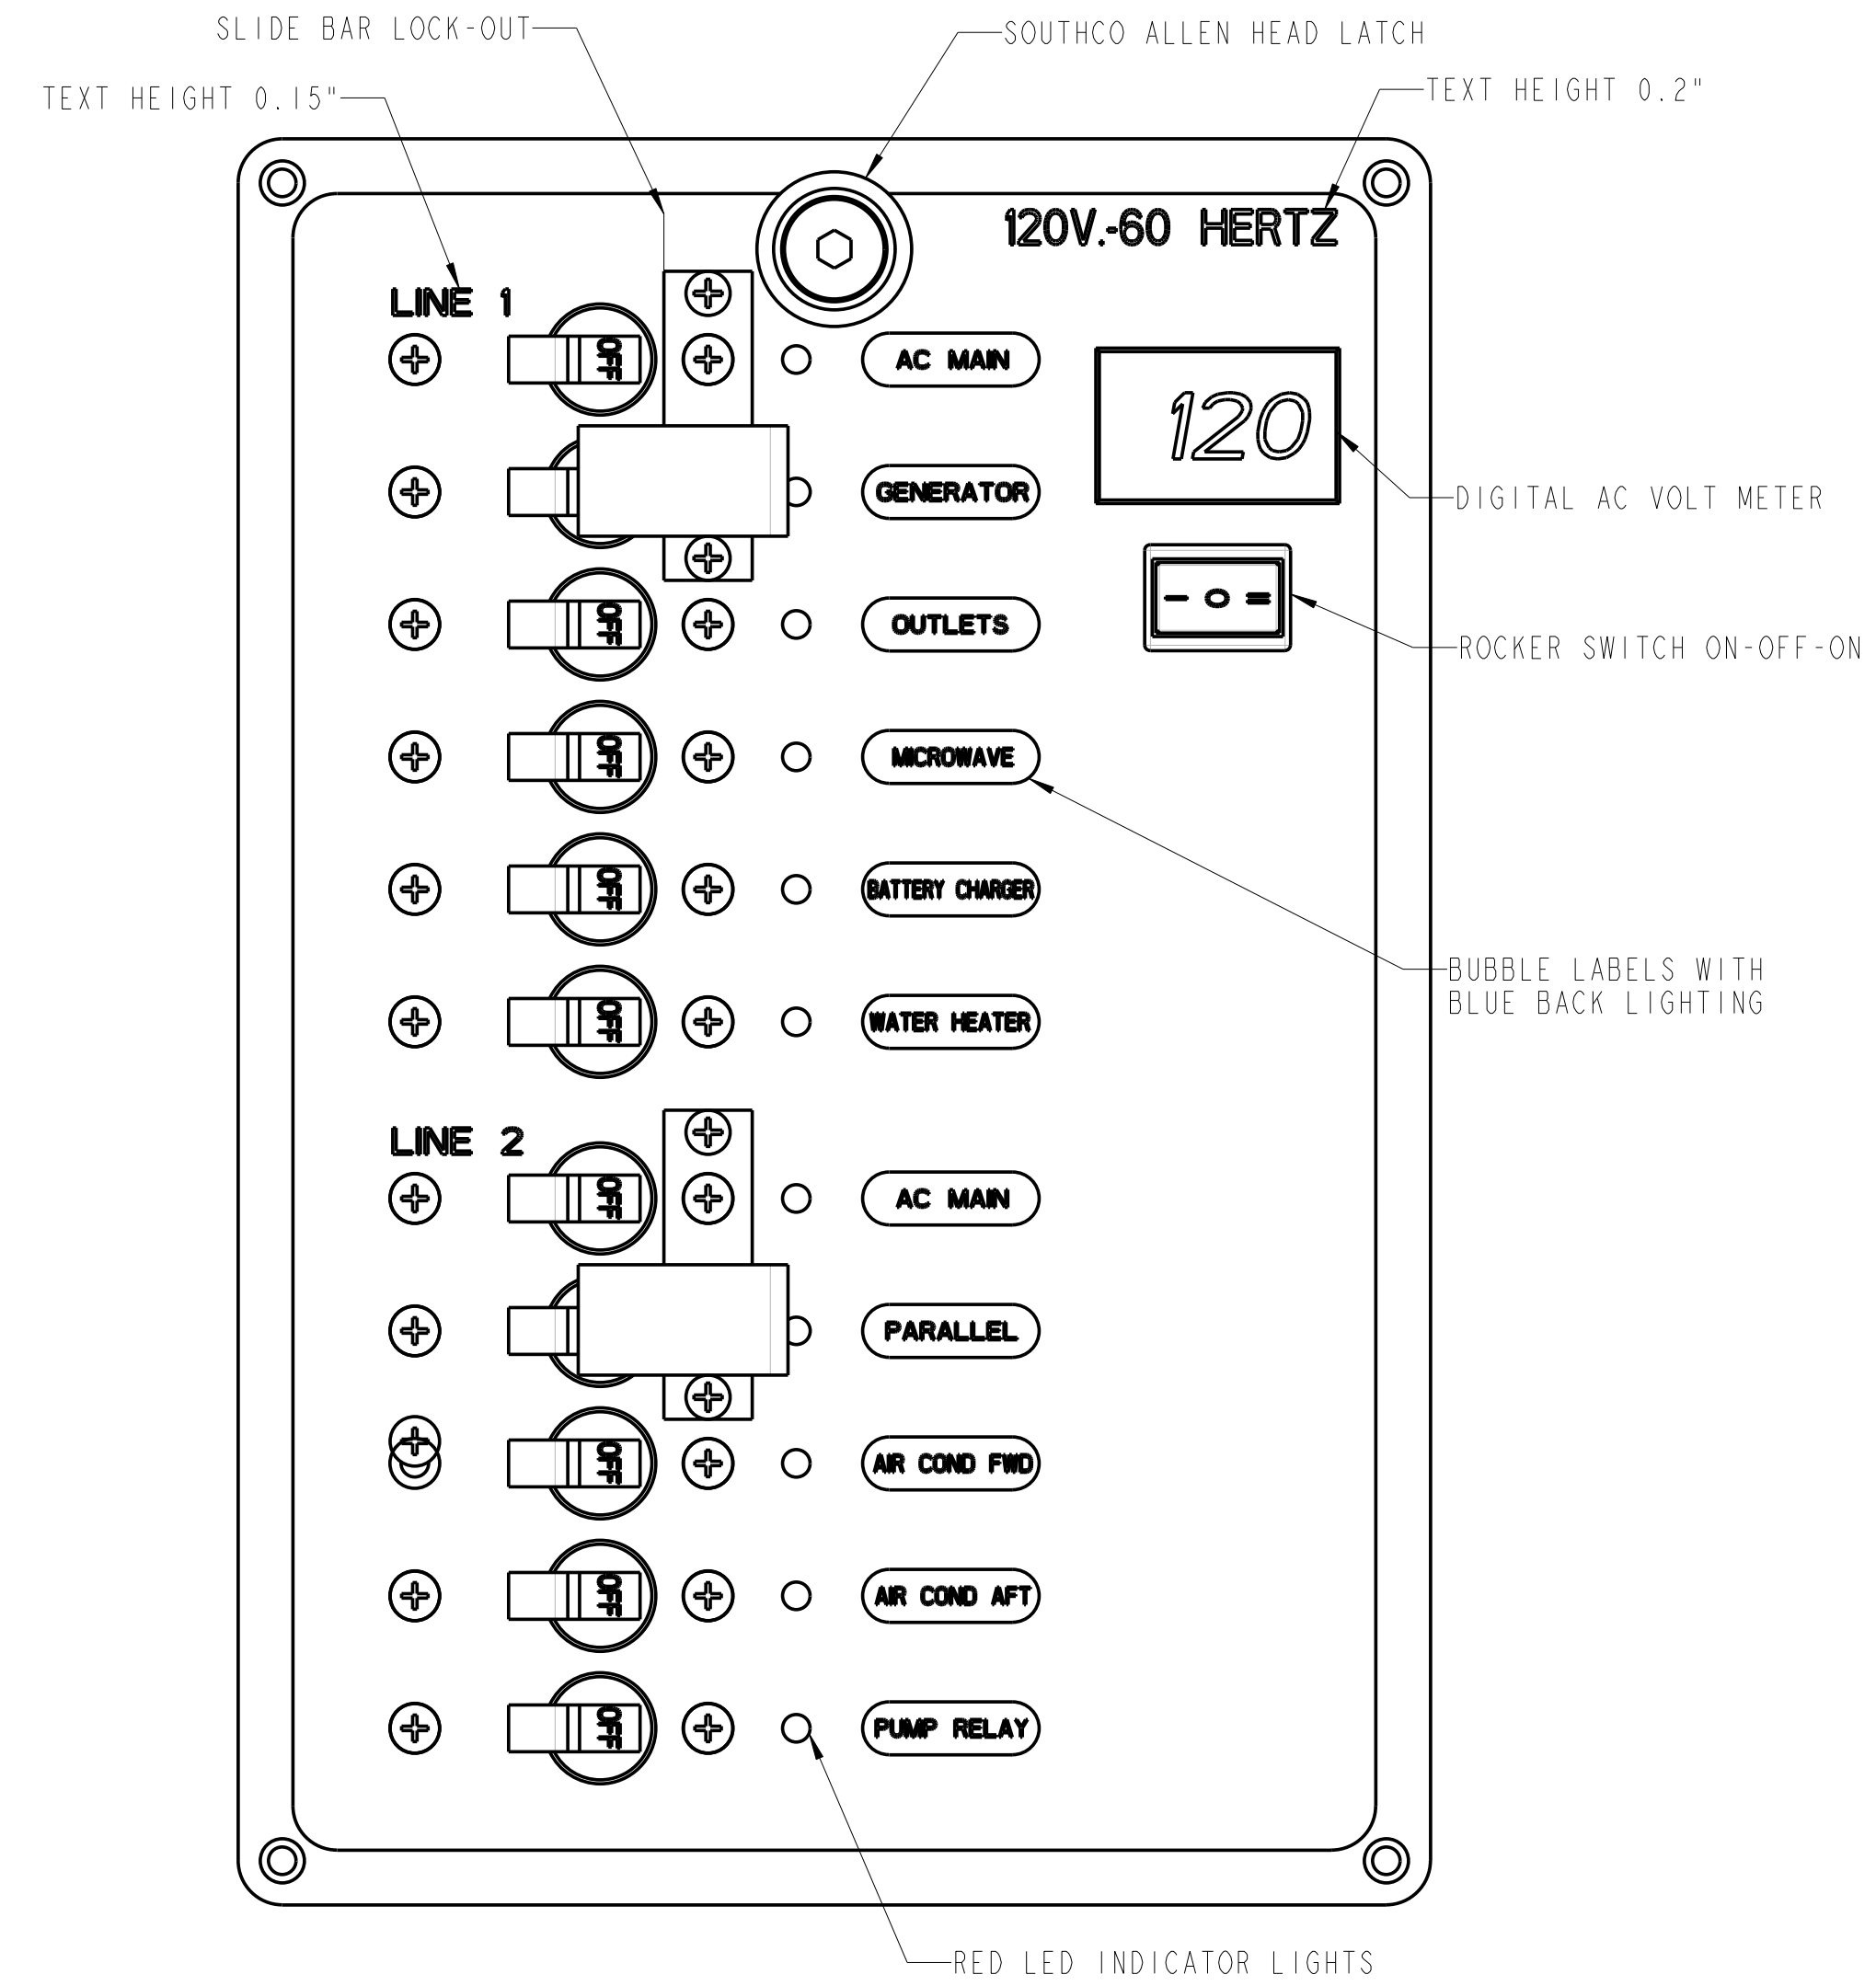 SLIDE BAR LOCK-OUT
SOUTHCO ALLEN HEAD LATCH
TEXT HEIGHT 0.15"
TEXT HEIGHT 0.2"
120V.-60 HERTZ
LINE 1
OFF
AC MAIN
120
GENERATOR
DIGITAL AC VOLT METER
OFF
OUTLETS
I O II
ROCKER SWITCH ON-OFF-ON
OFF
MICROWAVE
OFF
BATTERY CHARGER
BUBBLE LABELS WITH
BLUE BACK LIGHTING
OFF
WATER HEATER
LINE 2
OFF
AC MAIN
PARALLEL
OFF
AIR COND FWD
OFF
AIR COND AFT
OFF
PUMP RELAY
RED LED INDICATOR LIGHTS